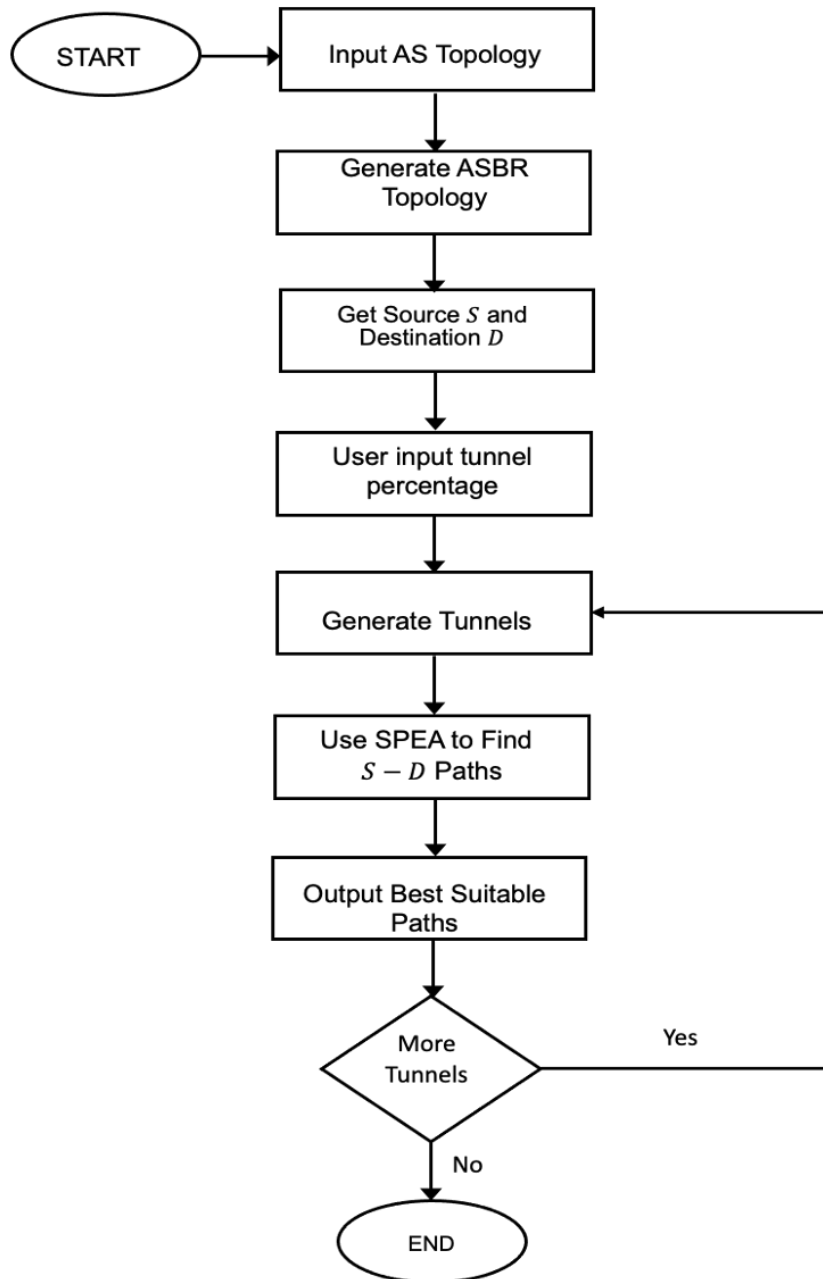 START
Input AS Topology
Generate ASBR
Topology
Get Source S and
Destination D
User input tunnel
percentage
Generate Tunnels
Use SPEA to Find
S − D Paths
Output Best Suitable
Paths
More
Tunnels
Yes
No
END